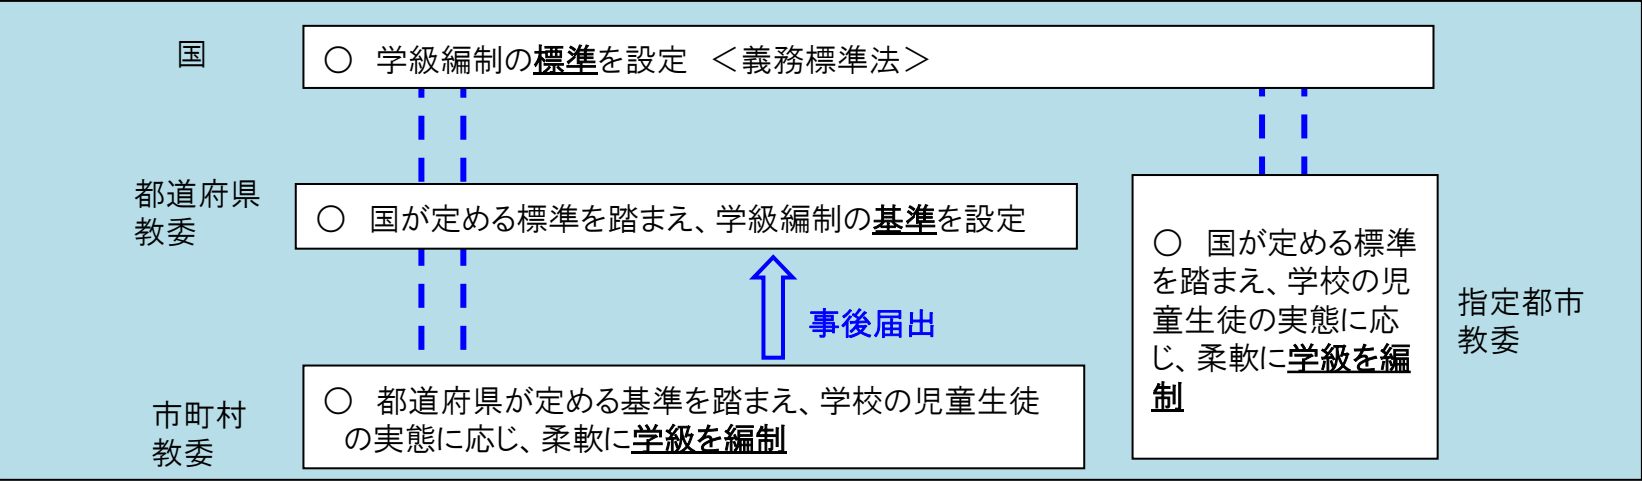 国
○　学級編制の標準を設定　＜義務標準法＞
都道府県
教委
○　国が定める標準を踏まえ、学級編制の基準を設定
事後届出
市町村
教委
○　都道府県が定める基準を踏まえ、学校の児童生徒
の実態に応じ、柔軟に学級を編制
○　国が定める標準
を踏まえ、学校の児
童生徒の実態に応
じ、柔軟に学級を編
制
指定都市
教委